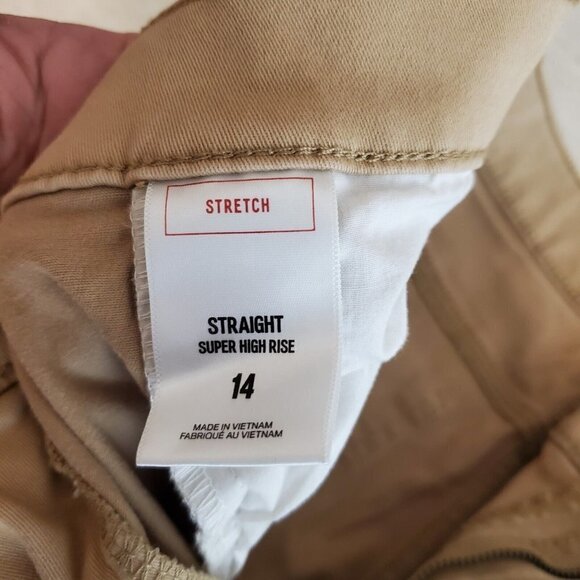 STRETCH
STRAIGHT
SUPER HIGH RISE
14
MADE IN VIETNAM
FABRIQUÉ AU VIETNAM